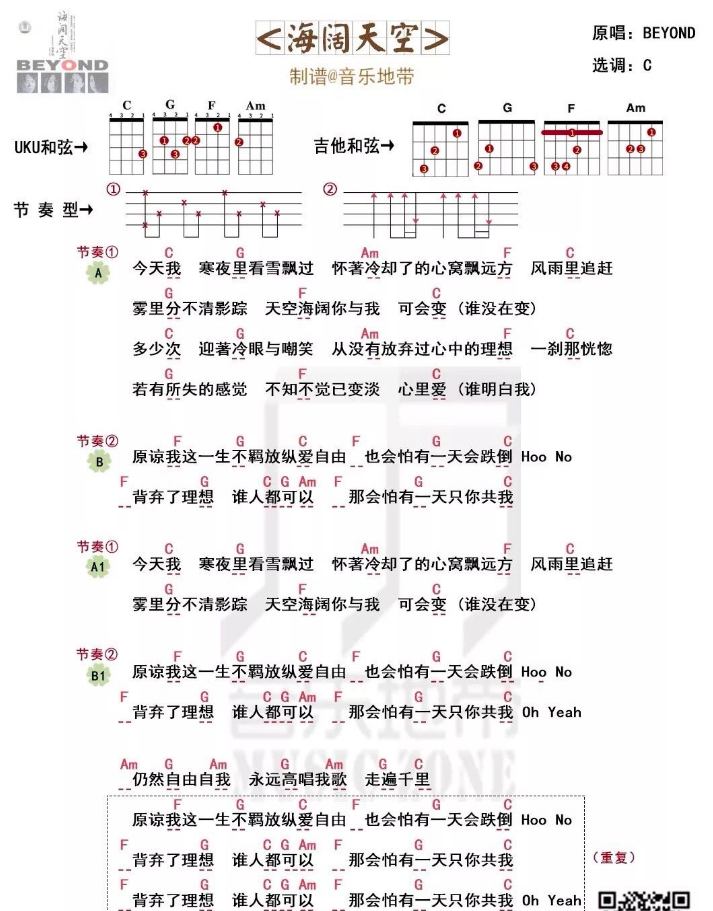 海阔天空
BEYOND
<海阔天空>
制谱@音乐地带
原唱：BEYOND
选调：C
C G F Am
C G F Am
UKU和弦→
吉他和弦→
节奏型→ ① ②
节奏①
C G Am F C
A 今天我 寒夜里看雪飘过 怀著冷却了的心窝飘远方 风雨里追赶
G F C
雾里分不清影踪 天空海阔你与我 可会变（谁没在变）
C G Am F C
多少次 迎著冷眼与嘲笑 从没有放弃过心中的理想 一刹那恍惚
G F C
若有所失的感觉 不知不觉已变淡 心里爱（谁明白我）
节奏②
F G C F G C
B 原谅我这一生不羁放纵爱自由 也会怕有一天会跌倒 Hoo No
F G C G Am F G C
背弃了理想 谁人都可以 那会怕有一天只你共我
节奏①
C G Am F C
A1 今天我 寒夜里看雪飘过 怀著冷却了的心窝飘远方 风雨里追赶
G F C
雾里分不清影踪 天空海阔你与我 可会变（谁没在变）
节奏②
F G C F G C
B1 原谅我这一生不羁放纵爱自由 也会怕有一天会跌倒 Hoo No
F G C G Am F G C
背弃了理想 谁人都可以 那会怕有一天只你共我 Oh Yeah
Am G Am G Am G C
仍然自由自我 永远高唱我歌 走遍千里
F G C F G C
原谅我这一生不羁放纵爱自由 也会怕有一天会跌倒 Hoo No
F G C G Am F G C
背弃了理想 谁人都可以 那会怕有一天只你共我
（重复）
F G C G Am F G C
背弃了理想 谁人都可以 那会怕有一天只你共我 Oh Yeah
音乐地带
MUSIC ZONE